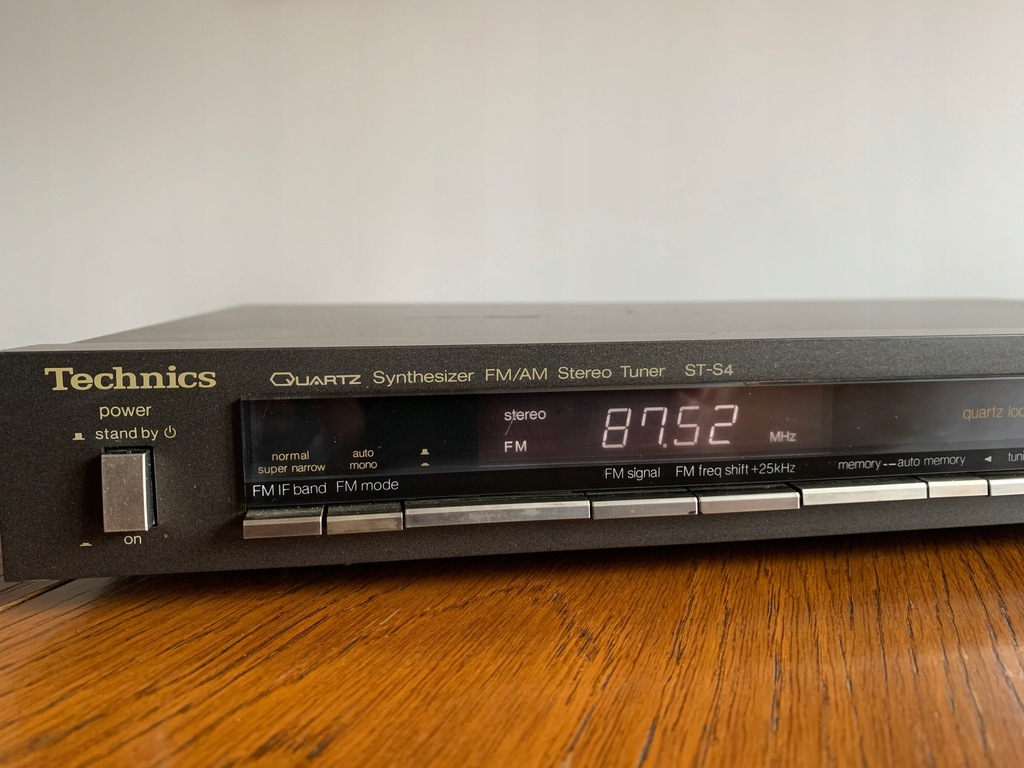 Technics
QUARTZ Synthesizer FM/AM Stereo Tuner ST-S4
power
stand by
on
stereo
87.52
FM
MHz
quartz
normal
super narrow
auto
mono
FM IF band
FM mode
FM signal
FM freq shift +25kHz
memory
auto memory